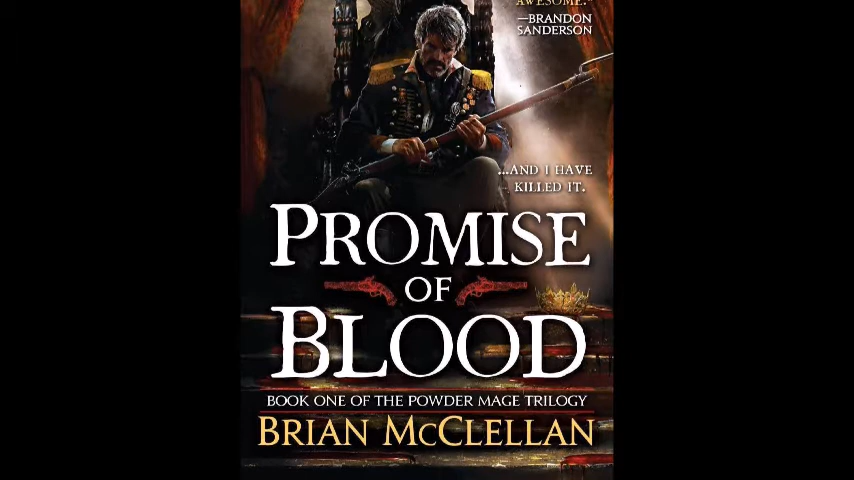 AWESOME."
—BRANDON
SANDERSON
...AND I HAVE
KILLED IT.
PROMISE
OF
BLOOD
BOOK ONE OF THE POWDER MAGE TRILOGY
BRIAN MCCLELLAN